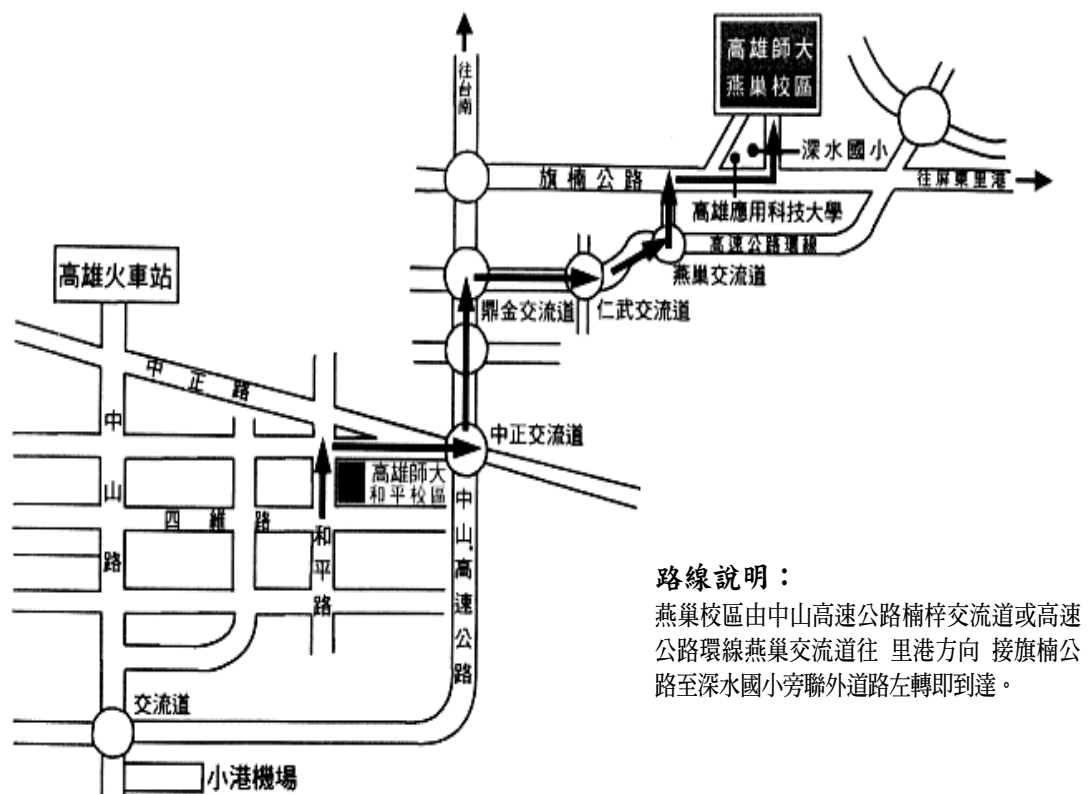 高雄師大
燕巢校區
往台南
深水國小
旗楠公路
往屏東里港
高雄應用科技大學
高速公路環線
燕巢交流道
高雄火車站
鼎金交流道
仁武交流道
中正路
中正交流道
中山路
高雄師大
和平校區
四維路
和平路
中山高速公路
路線說明：
燕巢校區由中山高速公路楠梓交流道或高速
公路環線燕巢交流道往 里港方向 接旗楠公
路至深水國小旁聯外道路左轉即到達。
交流道
小港機場